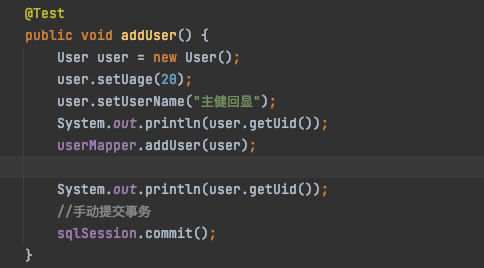 @Test
public void addUser() {
    User user = new User();
    user.setUage(20);
    user.setUserName("主健回显");
    System.out.println(user.getUid());
    userMapper.addUser(user);
    System.out.println(user.getUid());
    //手动提交事务
    sqlSession.commit();
}